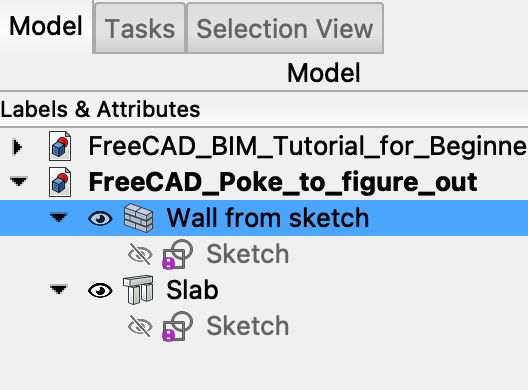 Model Tasks Selection View
Model
Labels & Attributes
FreeCAD_BIM_Tutorial_for_Beginne
FreeCAD_Poke_to_figure_out
Wall from sketch
Sketch
Slab
Sketch